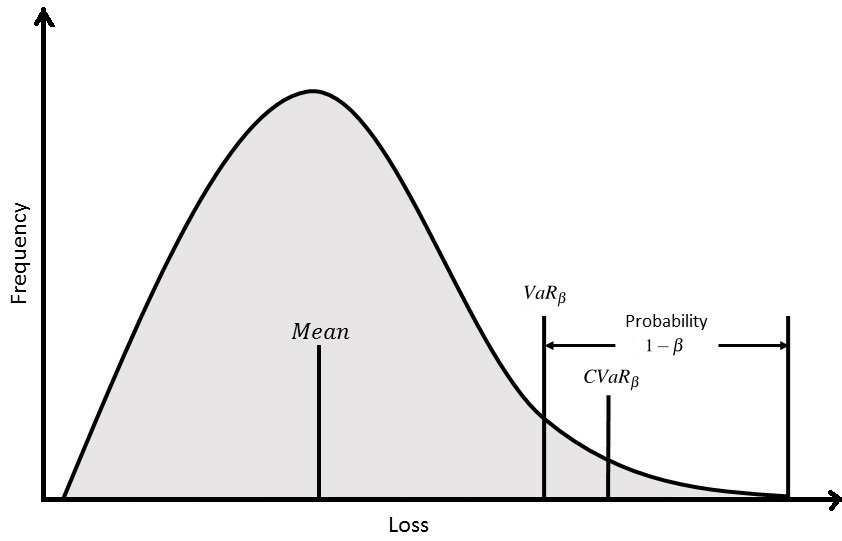 Frequency
Mean
VaRβ
Probability
1 − β
CVaRβ
Loss